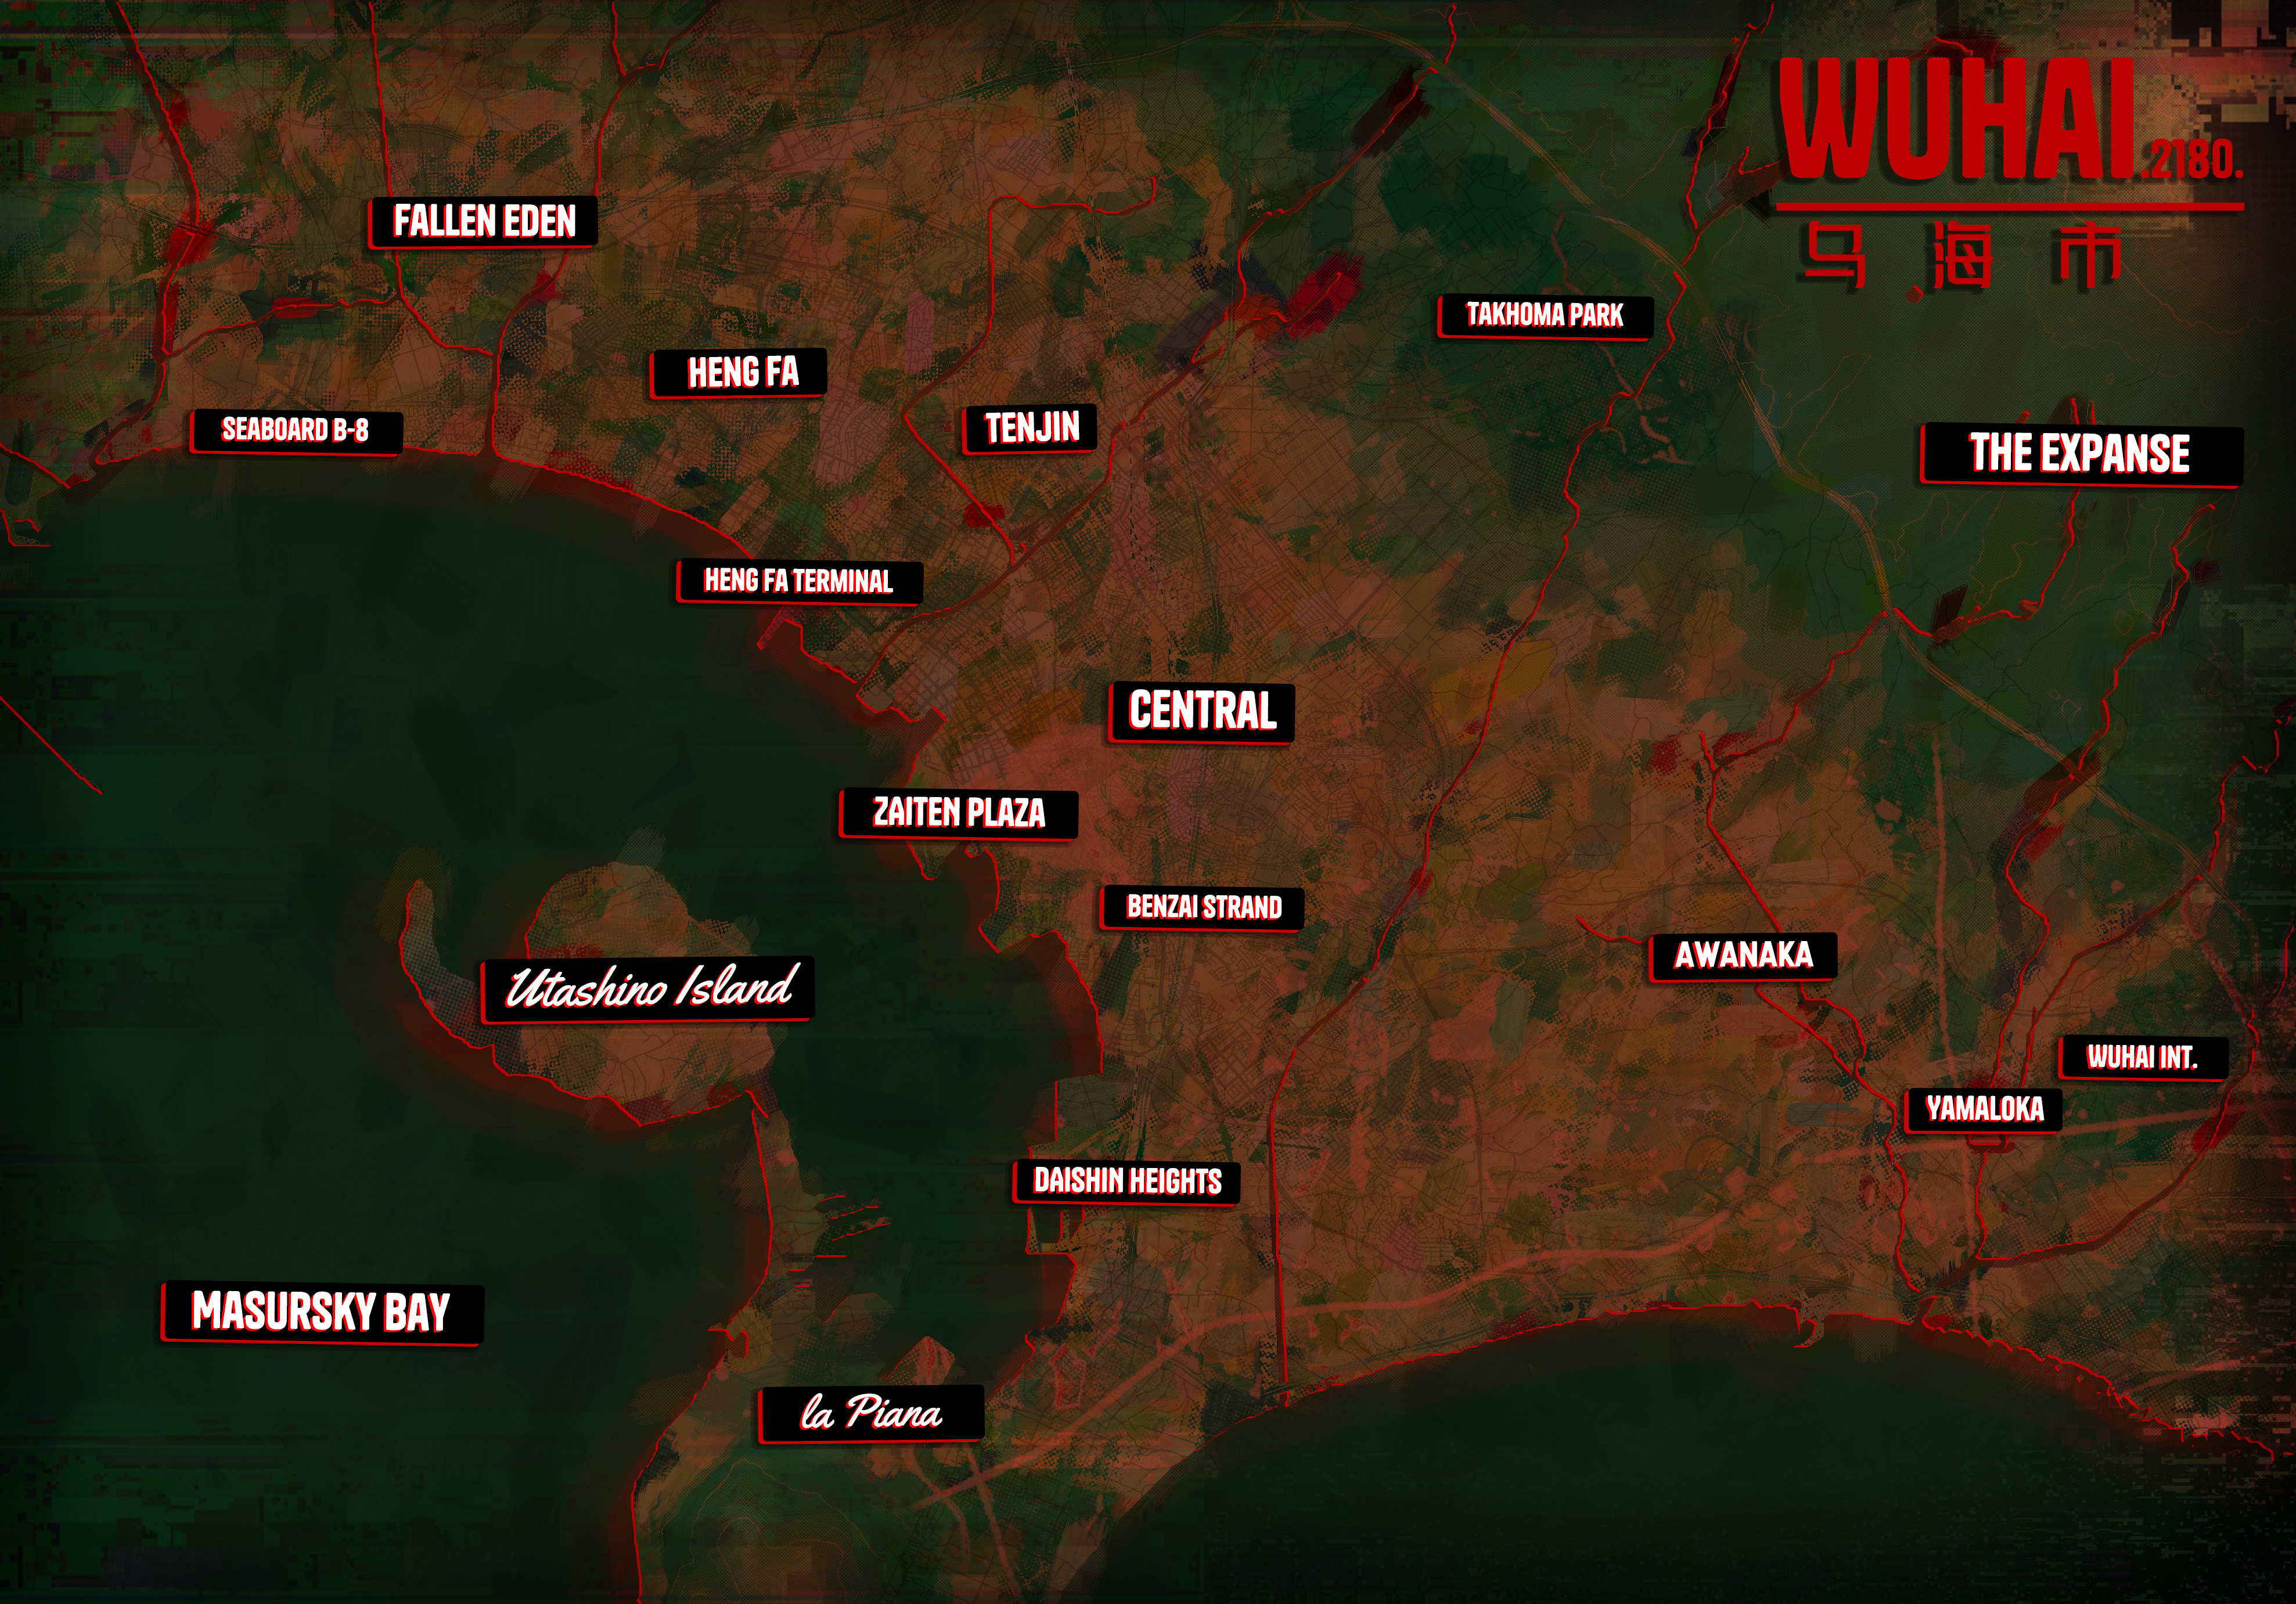 WUHAI .2180.
乌 海 市
FALLEN EDEN
TAKHOMA PARK
HENG FA
TENJIN
SEABOARD B-8
THE EXPANSE
HENG FA TERMINAL
CENTRAL
ZAITEN PLAZA
BENZAI STRAND
AWANAKA
Utashino Island
WUHAI INT.
YAMALOKA
DAISHIN HEIGHTS
MASURSKY BAY
la Piana